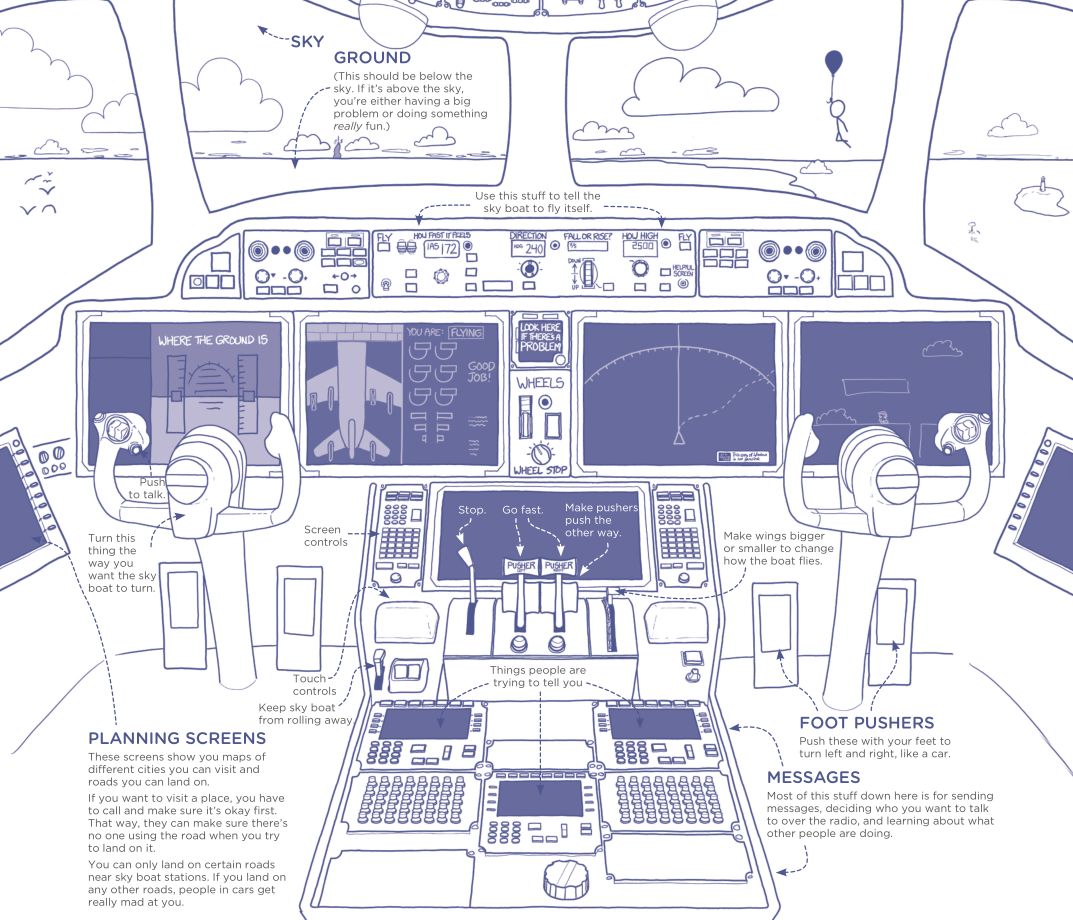 SKY
GROUND
(This should be below the
sky. If it's above the sky,
you're either having a big
problem or doing something
really fun.)
Use this stuff to tell the
sky boat to fly itself.
FLY
HOW FAST IT FEELS
IAS 172
DIRECTION
HDG 240
FALL OR RISE?
DOWN
UP
HOW HIGH
2500
FLY
HELPFUL
SCREEN
WHERE THE GROUND IS
YOU ARE: FLYING
GOOD
JOB!
LOOK HERE
IF THERE'S A
PROBLEM
WHEELS
WHEEL STOP
This copy of Windows
is not genuine
Push
to talk.
Turn this
thing the
way you
want the sky
boat to turn.
Screen
controls
Stop.
Go fast.
Make pushers
push the
other way.
PUSHER
PUSHER
Make wings bigger
or smaller to change
how the boat flies.
Touch
controls
Keep sky boat
from rolling away.
Things people are
trying to tell you
PLANNING SCREENS
These screens show you maps of
different cities you can visit and
roads you can land on.
If you want to visit a place, you have
to call and make sure it's okay first.
That way, they can make sure there's
no one using the road when you try
to land on it.
You can only land on certain roads
near sky boat stations. If you land on
any other roads, people in cars get
really mad at you.
FOOT PUSHERS
Push these with your feet to
turn left and right, like a car.
MESSAGES
Most of this stuff down here is for sending
messages, deciding who you want to talk
to over the radio, and learning about what
other people are doing.